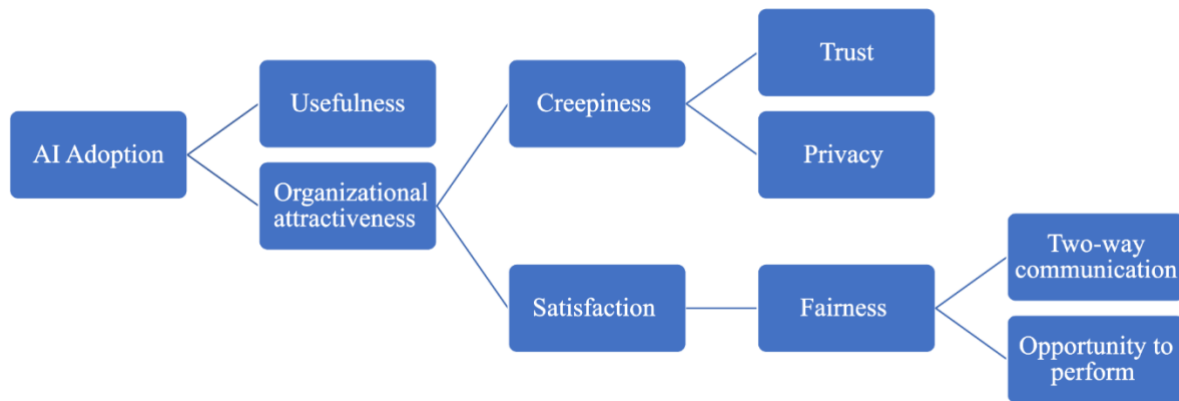 Trust
Usefulness
Creepiness
AI Adoption
Privacy
Organizational
attractiveness
Two-way
communication
Satisfaction
Fairness
Opportunity to
perform